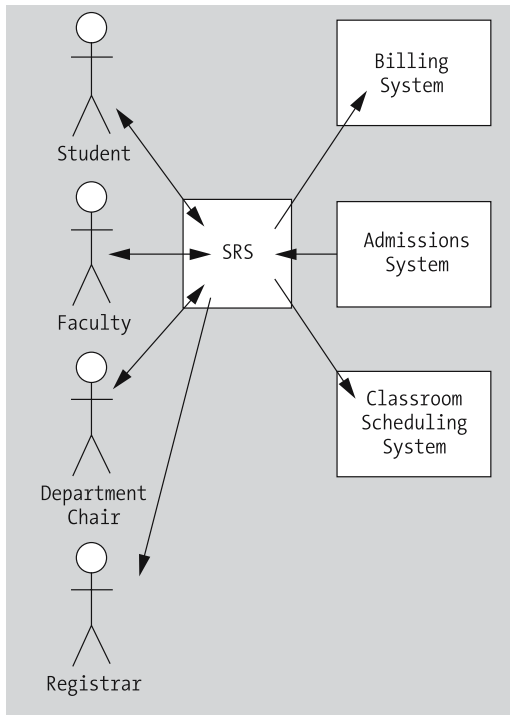 Student
Faculty
Department
Chair
Registrar
SRS
Billing
System
Admissions
System
Classroom
Scheduling
System